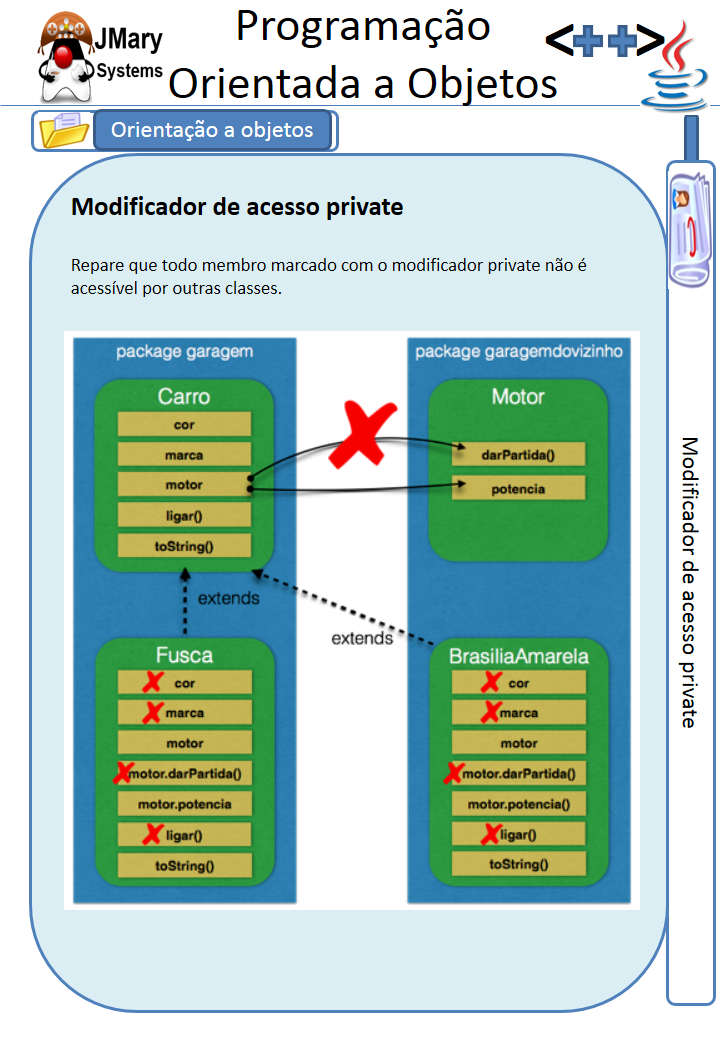 JMary
Systems
Programação
Orientada a Objetos
<++>
Orientação a objetos
Modificador de acesso private
Repare que todo membro marcado com o modificador private não é
acessível por outras classes.
package garagem
Carro
cor
marca
motor
ligar()
toString()
package garagemdovizinho
Motor
darPartida()
potencia
extends
extends
Fusca
cor
marca
motor
motor.darPartida()
motor.potencia
ligar()
toString()
BrasiliaAmarela
cor
marca
motor
motor.darPartida()
motor.potencia()
ligar()
toString()
Modificador de acesso private